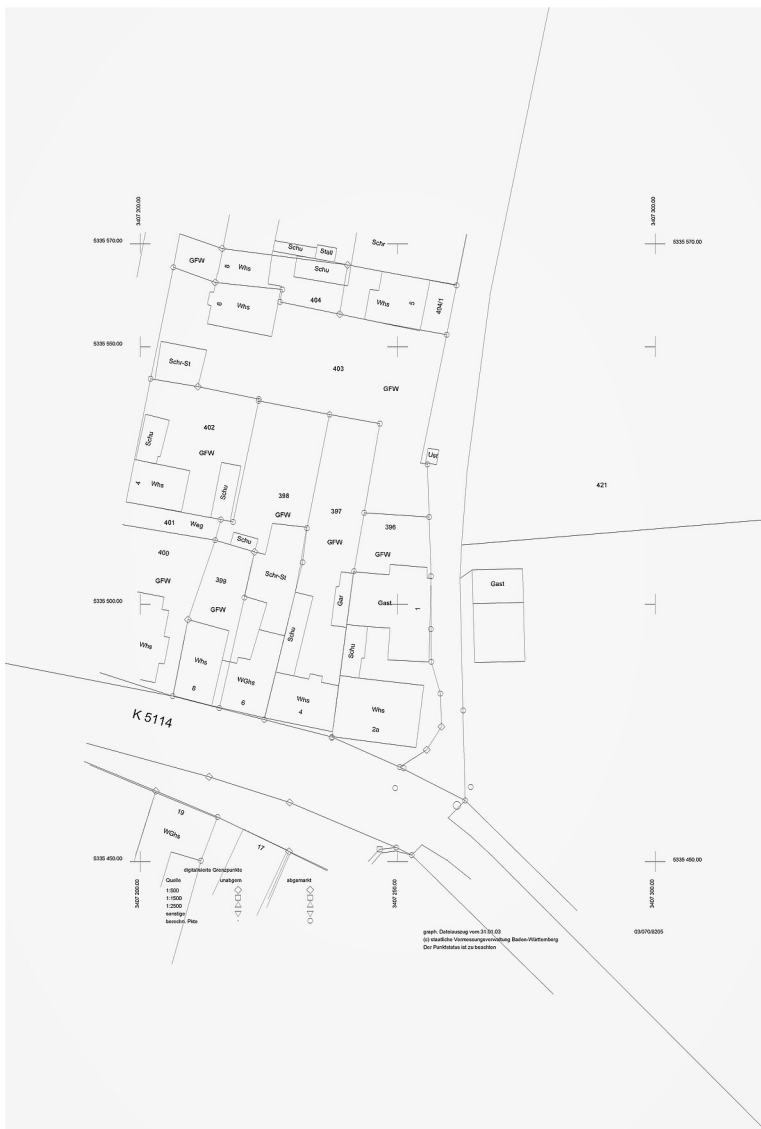 3407 200.00
3407 300.00
5335 570.00
5335 570.00
Schu
Stall
Schr
GFW
8
Whs
Schu
6
Whs
404
Whs
5
404/1
5335 550.00
Schr-St
403
GFW
402
GFW
Schu
Ust
4
Whs
Schu
421
398
GFW
397
396
401
Weg
GFW
GFW
400
Schu
GFW
399
Schr-St
Gast
GFW
Gar
Gast
1
5335 500.00
Schu
Schu
Whs
Whs
WGhs
8
6
Whs
4
Whs
2a
K 5114
19
WGhs
17
5335 450.00
5335 450.00
digitalisierte Grenzpunkte
Quelle unabgem abgemarkt
1:500
1:1500
1:2500
sonstige
berechn. Pkte
3407 200.00
3407 250.00
3407 300.00
graph. Dateiauszug vom 31.01.03
(c) staatliche Vermessungsverwaltung Baden-Württemberg
Der Punktstatus ist zu beachten
03/070/8205